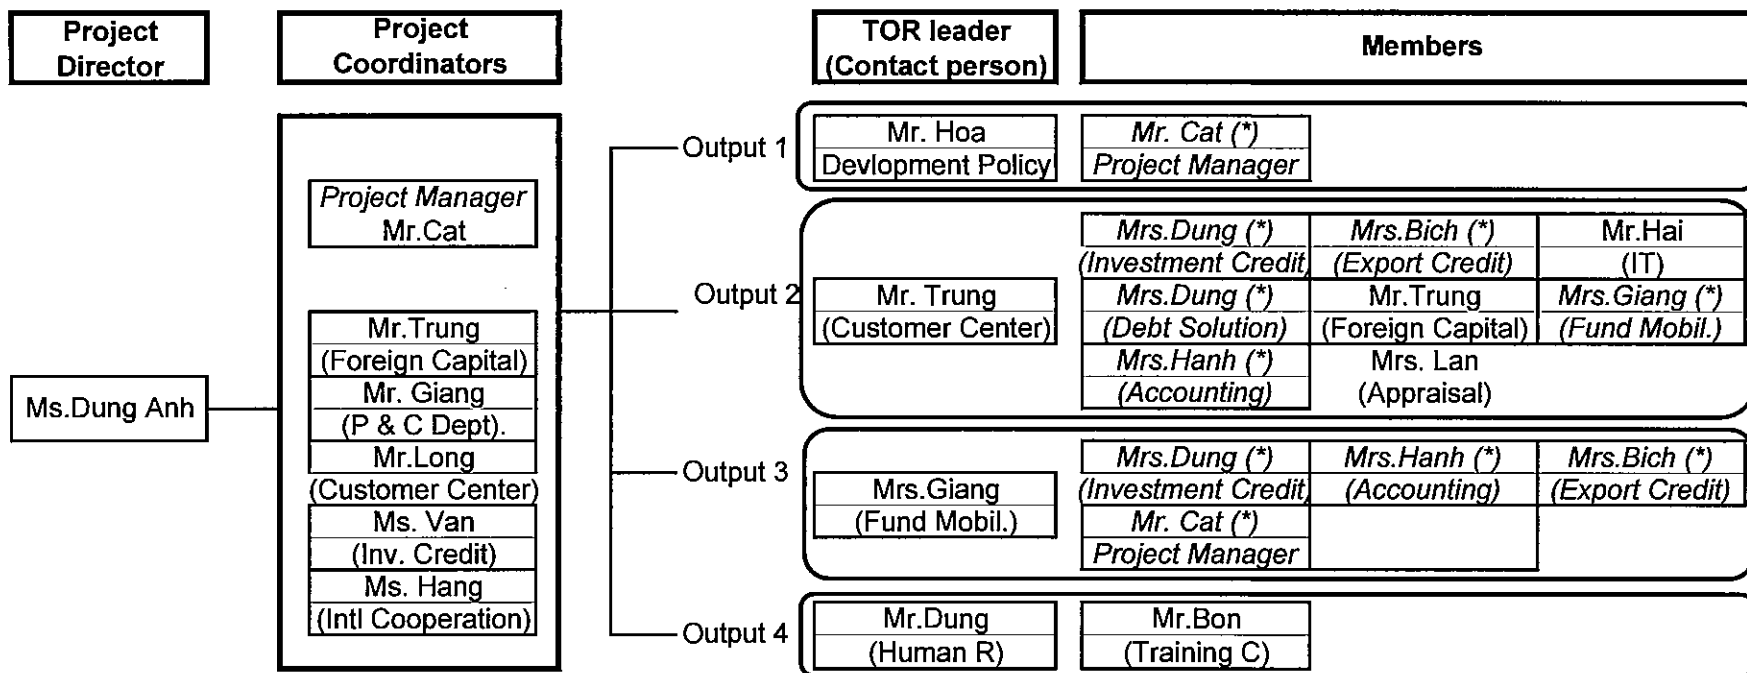 Project
Director
Project
Coordinators
TOR leader
(Contact person)
Members
Ms.Dung Anh
Project Manager
Mr.Cat
Mr.Trung
(Foreign Capital)
Mr. Giang
(P & C Dept).
Mr.Long
(Customer Center)
Ms. Van
(Inv. Credit)
Ms. Hang
(Intl Cooperation)
Output 1
Mr. Hoa
Devlopment Policy
Mr. Cat (*)
Project Manager
Output 2
Mr. Trung
(Customer Center)
Mrs.Dung (*)
(Investment Credit)
Mrs.Bich (*)
(Export Credit)
Mr.Hai
(IT)
Mrs.Dung (*)
(Debt Solution)
Mr.Trung
(Foreign Capital)
Mrs.Giang (*)
(Fund Mobil.)
Mrs.Hanh (*)
(Accounting)
Mrs. Lan
(Appraisal)
Output 3
Mrs.Giang
(Fund Mobil.)
Mrs.Dung (*)
(Investment Credit)
Mrs.Hanh (*)
(Accounting)
Mrs.Bich (*)
(Export Credit)
Mr. Cat (*)
Project Manager
Output 4
Mr.Dung
(Human R)
Mr.Bon
(Training C)